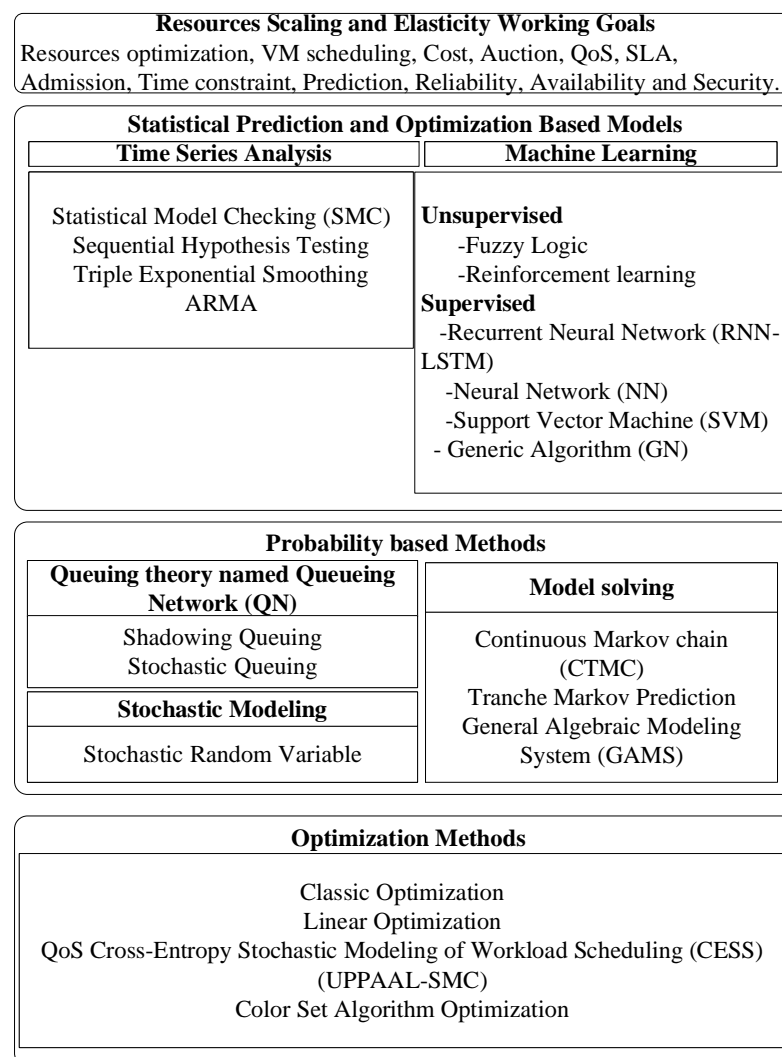 Resources Scaling and Elasticity Working Goals
Resources optimization, VM scheduling, Cost, Auction, QoS, SLA,
Admission, Time constraint, Prediction, Reliability, Availability and Security.
Statistical Prediction and Optimization Based Models
Time Series Analysis
Statistical Model Checking (SMC)
Sequential Hypothesis Testing
Triple Exponential Smoothing
ARMA
Machine Learning
Unsupervised
-Fuzzy Logic
-Reinforcement learning
Supervised
-Recurrent Neural Network (RNN-
LSTM)
-Neural Network (NN)
-Support Vector Machine (SVM)
- Generic Algorithm (GN)
Probability based Methods
Queuing theory named Queueing
Network (QN)
Shadowing Queuing
Stochastic Queuing
Stochastic Modeling
Stochastic Random Variable
Model solving
Continuous Markov chain
(CTMC)
Tranche Markov Prediction
General Algebraic Modeling
System (GAMS)
Optimization Methods
Classic Optimization
Linear Optimization
QoS Cross-Entropy Stochastic Modeling of Workload Scheduling (CESS)
(UPPAAL-SMC)
Color Set Algorithm Optimization